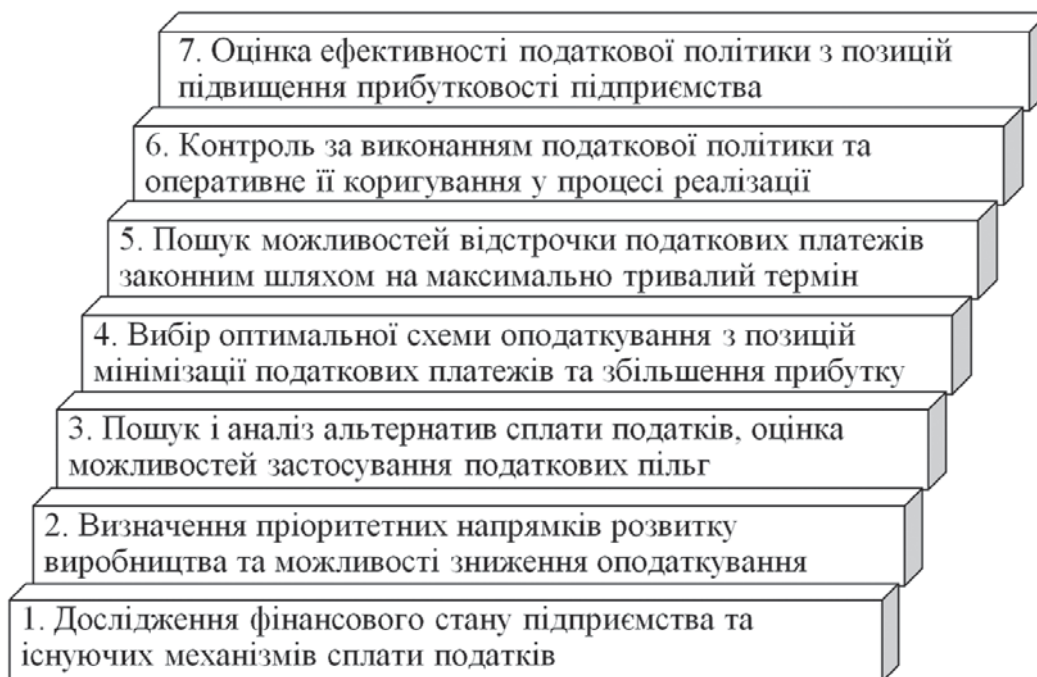 7. Оцінка ефективності податкової політики з позицій
підвищення прибутковості підприємства
6. Контроль за виконанням податкової політики та
оперативне її коригування у процесі реалізації
5. Пошук можливостей відстрочки податкових платежів
законним шляхом на максимально тривалий термін
4. Вибір оптимальної схеми оподаткування з позицій
мінімізації податкових платежів та збільшення прибутку
3. Пошук і аналіз альтернатив сплати податків, оцінка
можливостей застосування податкових пільг
2. Визначення пріоритетних напрямків розвитку
виробництва та можливості зниження оподаткування
1. Дослідження фінансового стану підприємства та
існуючих механізмів сплати податків